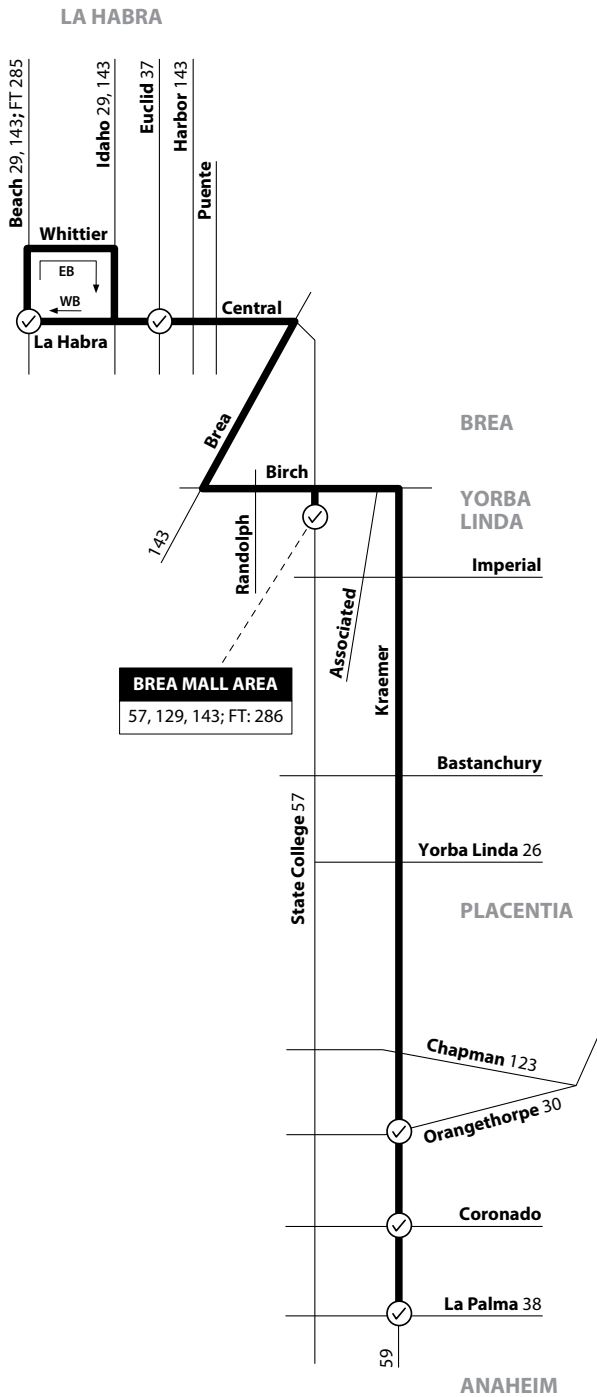 LA HABRA
Beach 29, 143; FT 285
Idaho 29, 143
Euclid 37
Harbor 143
Puente
Whittier
EB
WB
La Habra
Central
Brea
BREA
Birch
YORBA
LINDA
143
Randolph
Imperial
Associated
Kraemer
BREA MALL AREA
57, 129, 143; FT: 286
Bastanchury
State College 57
Yorba Linda 26
PLACENTIA
Chapman 123
Orangethorpe 30
Coronado
La Palma 38
59
ANAHEIM